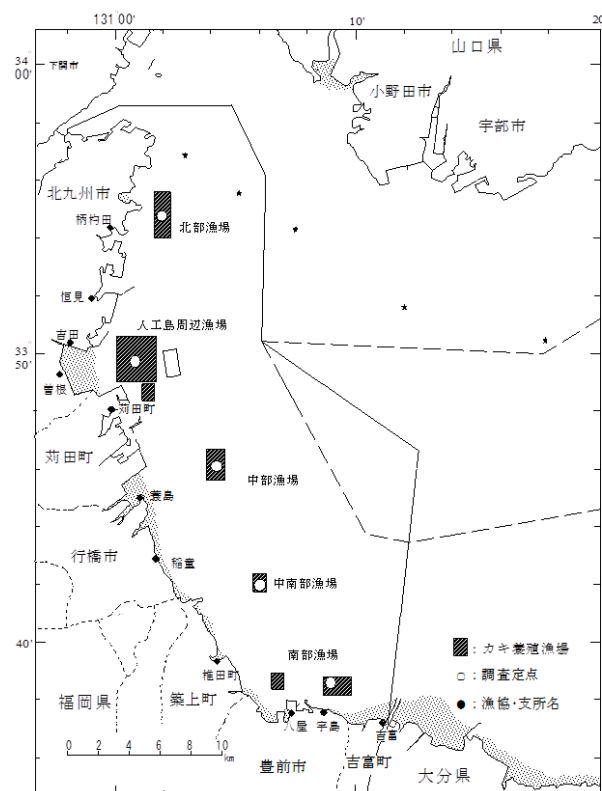 131 00'
10'
20
34°
00'
下関市
山口県
小野田市
宇部市
北九州市
柄杓田
北部漁場
恒見
人工島周辺漁場
吉田
33°
50'
曽根
苅田町
苅田町
中部漁場
蓑島
行橋市
稲童
中南部漁場
40'
南部漁場
:カキ養殖漁場
椎田町
:調査定点
福岡県
築上町
:漁協・支所名
八屋
宇島
吉富
0 2 4 6 8 10
km
豊前市
吉富町
大分県